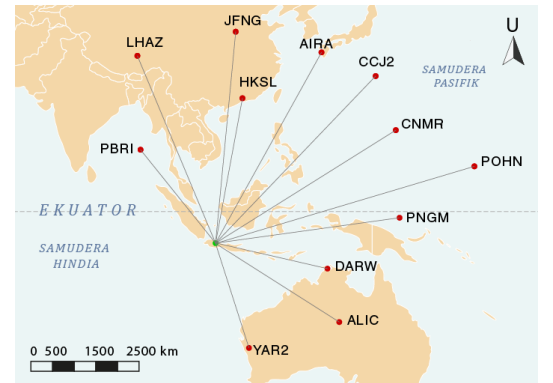 JFNG
U
LHAZ
AIRA
CCJ2
SAMUDERA
PASIFIK
HKSL
CNMR
PBRI
POHN
EKUATOR
PNGM
SAMUDERA
HINDIA
DARW
ALIC
YAR2
0 500 1500 2500 km